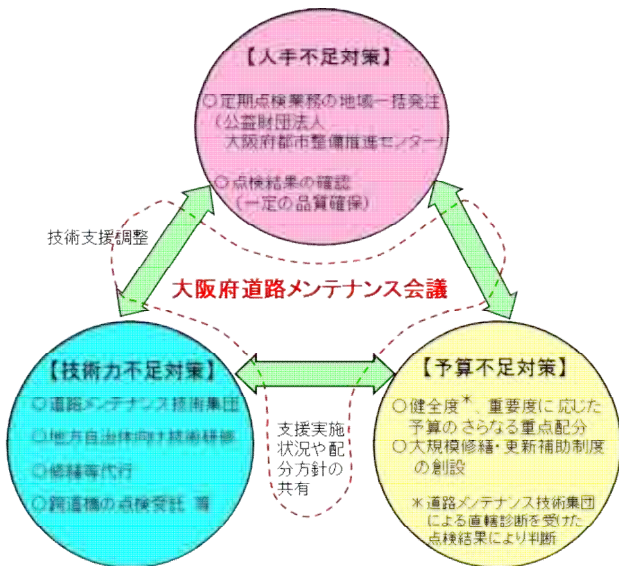 【人手不足対策】
○定期点検業務の地域一括発注
(公益財団法人
大阪府都市整備推進センター)
○点検結果の確認
(一定の品質確保)
技術支援調整
大阪府道路メンテナンス会議
【技術力不足対策】
○道路メンテナンス技術集団
○地方自治体向け技術研修
○修繕等代行
○跨道橋の点検受託 等
支援実施
状況や配
分方針の
共有
【予算不足対策】
○健全度*、重要度に応じた
予算のさらなる重点配分
○大規模修繕・更新補助制度
の創設
*道路メンテナンス技術集団
による直轄診断を受けた
点検結果により判断